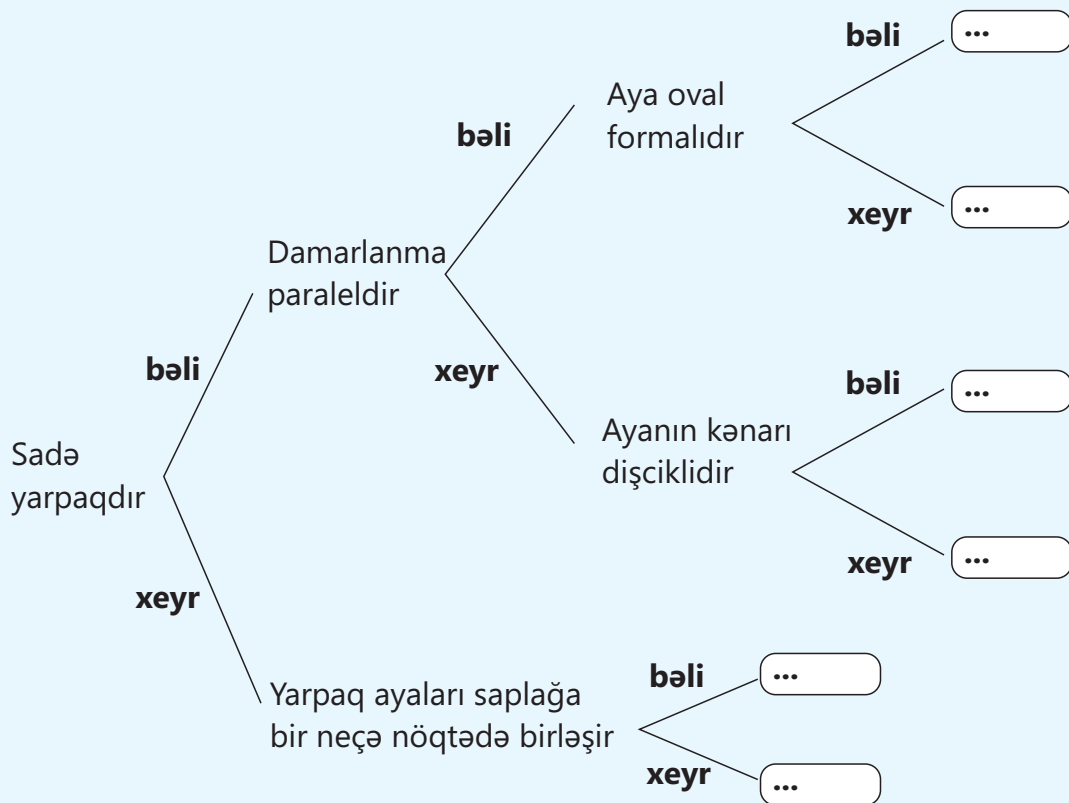 bəli
...
Aya oval
formalıdır
bəli
xeyr
...
Damarlanma
paraleldir
bəli
xeyr
bəli
...
Ayanın kənarı
dişciklidir
Sadə
yarpaqdır
xeyr
...
xeyr
bəli
...
Yarpaq ayaları saplağa
bir neçə nöqtədə birləşir
xeyr
...